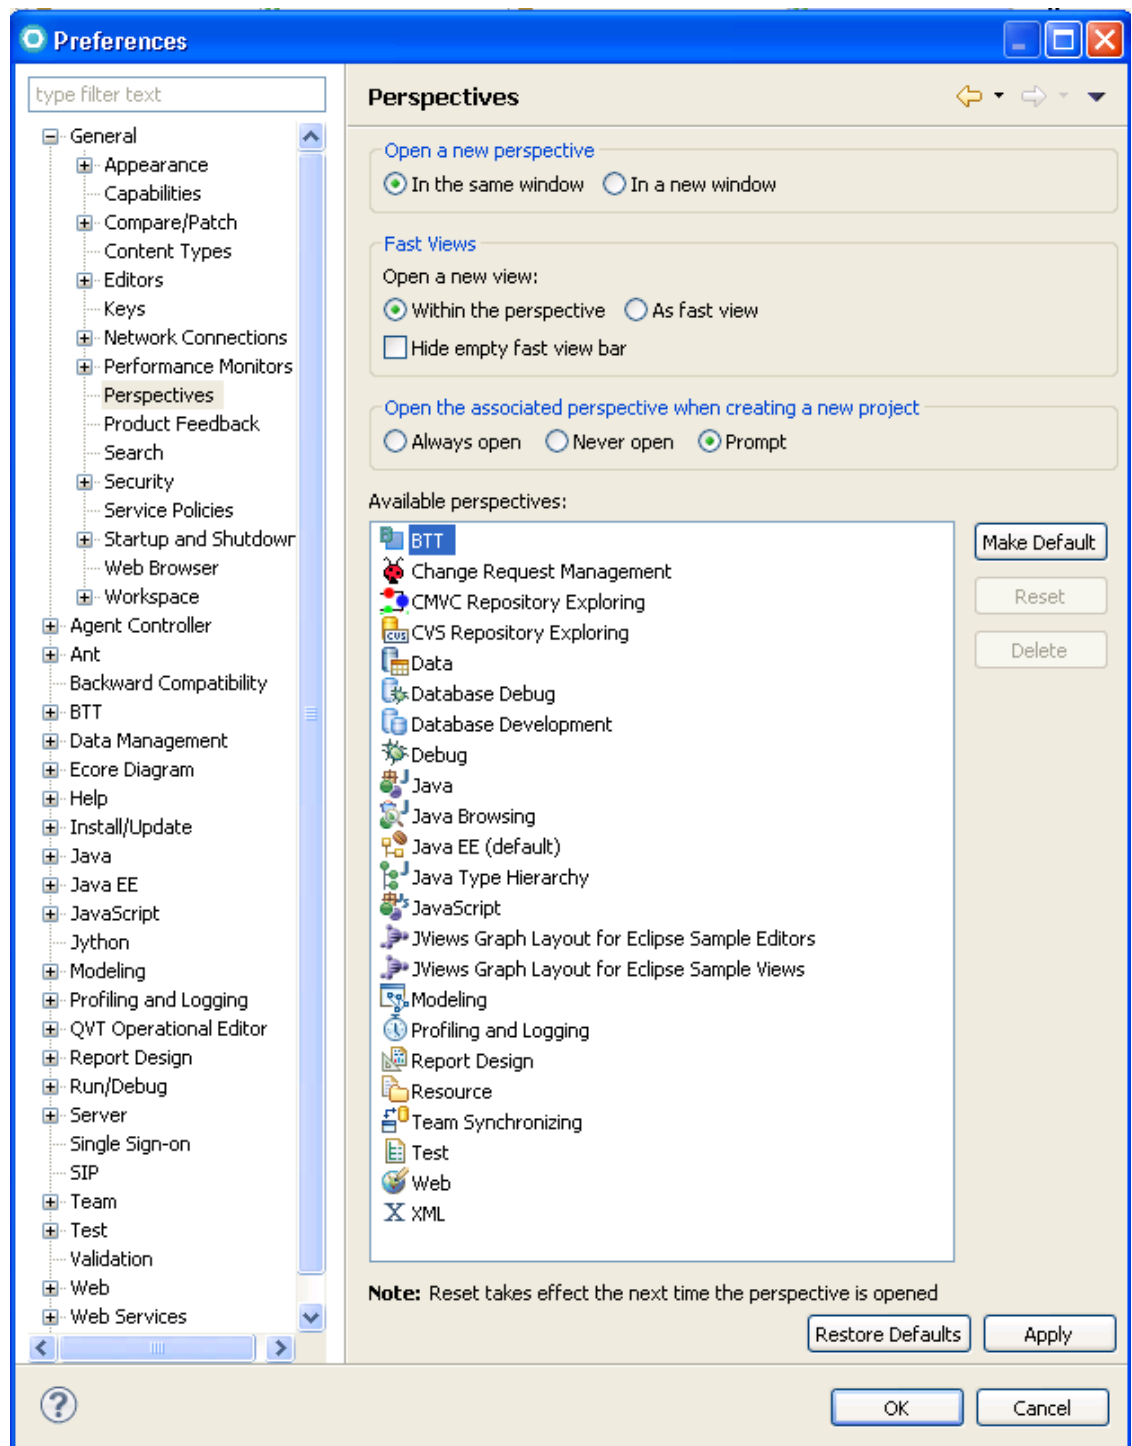 Preferences
type filter text
General
Appearance
Capabilities
Compare/Patch
Content Types
Editors
Keys
Network Connections
Performance Monitors
Perspectives
Product Feedback
Search
Security
Service Policies
Startup and Shutdowr
Web Browser
Workspace
Agent Controller
Ant
Backward Compatibility
BTT
Data Management
Ecore Diagram
Help
Install/Update
Java
Java EE
JavaScript
Jython
Modeling
Profiling and Logging
QVT Operational Editor
Report Design
Run/Debug
Server
Single Sign-on
SIP
Team
Test
Validation
Web
Web Services
Perspectives
Open a new perspective
In the same window In a new window
Fast Views
Open a new view:
Within the perspective As fast view
Hide empty fast view bar
Open the associated perspective when creating a new project
Always open Never open Prompt
Available perspectives:
BTT
Change Request Management
CMVC Repository Exploring
CVS Repository Exploring
Data
Database Debug
Database Development
Debug
Java
Java Browsing
Java EE (default)
Java Type Hierarchy
JavaScript
JViews Graph Layout for Eclipse Sample Editors
JViews Graph Layout for Eclipse Sample Views
Modeling
Profiling and Logging
Report Design
Resource
Team Synchronizing
Test
Web
XML
Make Default
Reset
Delete
Note: Reset takes effect the next time the perspective is opened
Restore Defaults Apply
OK Cancel